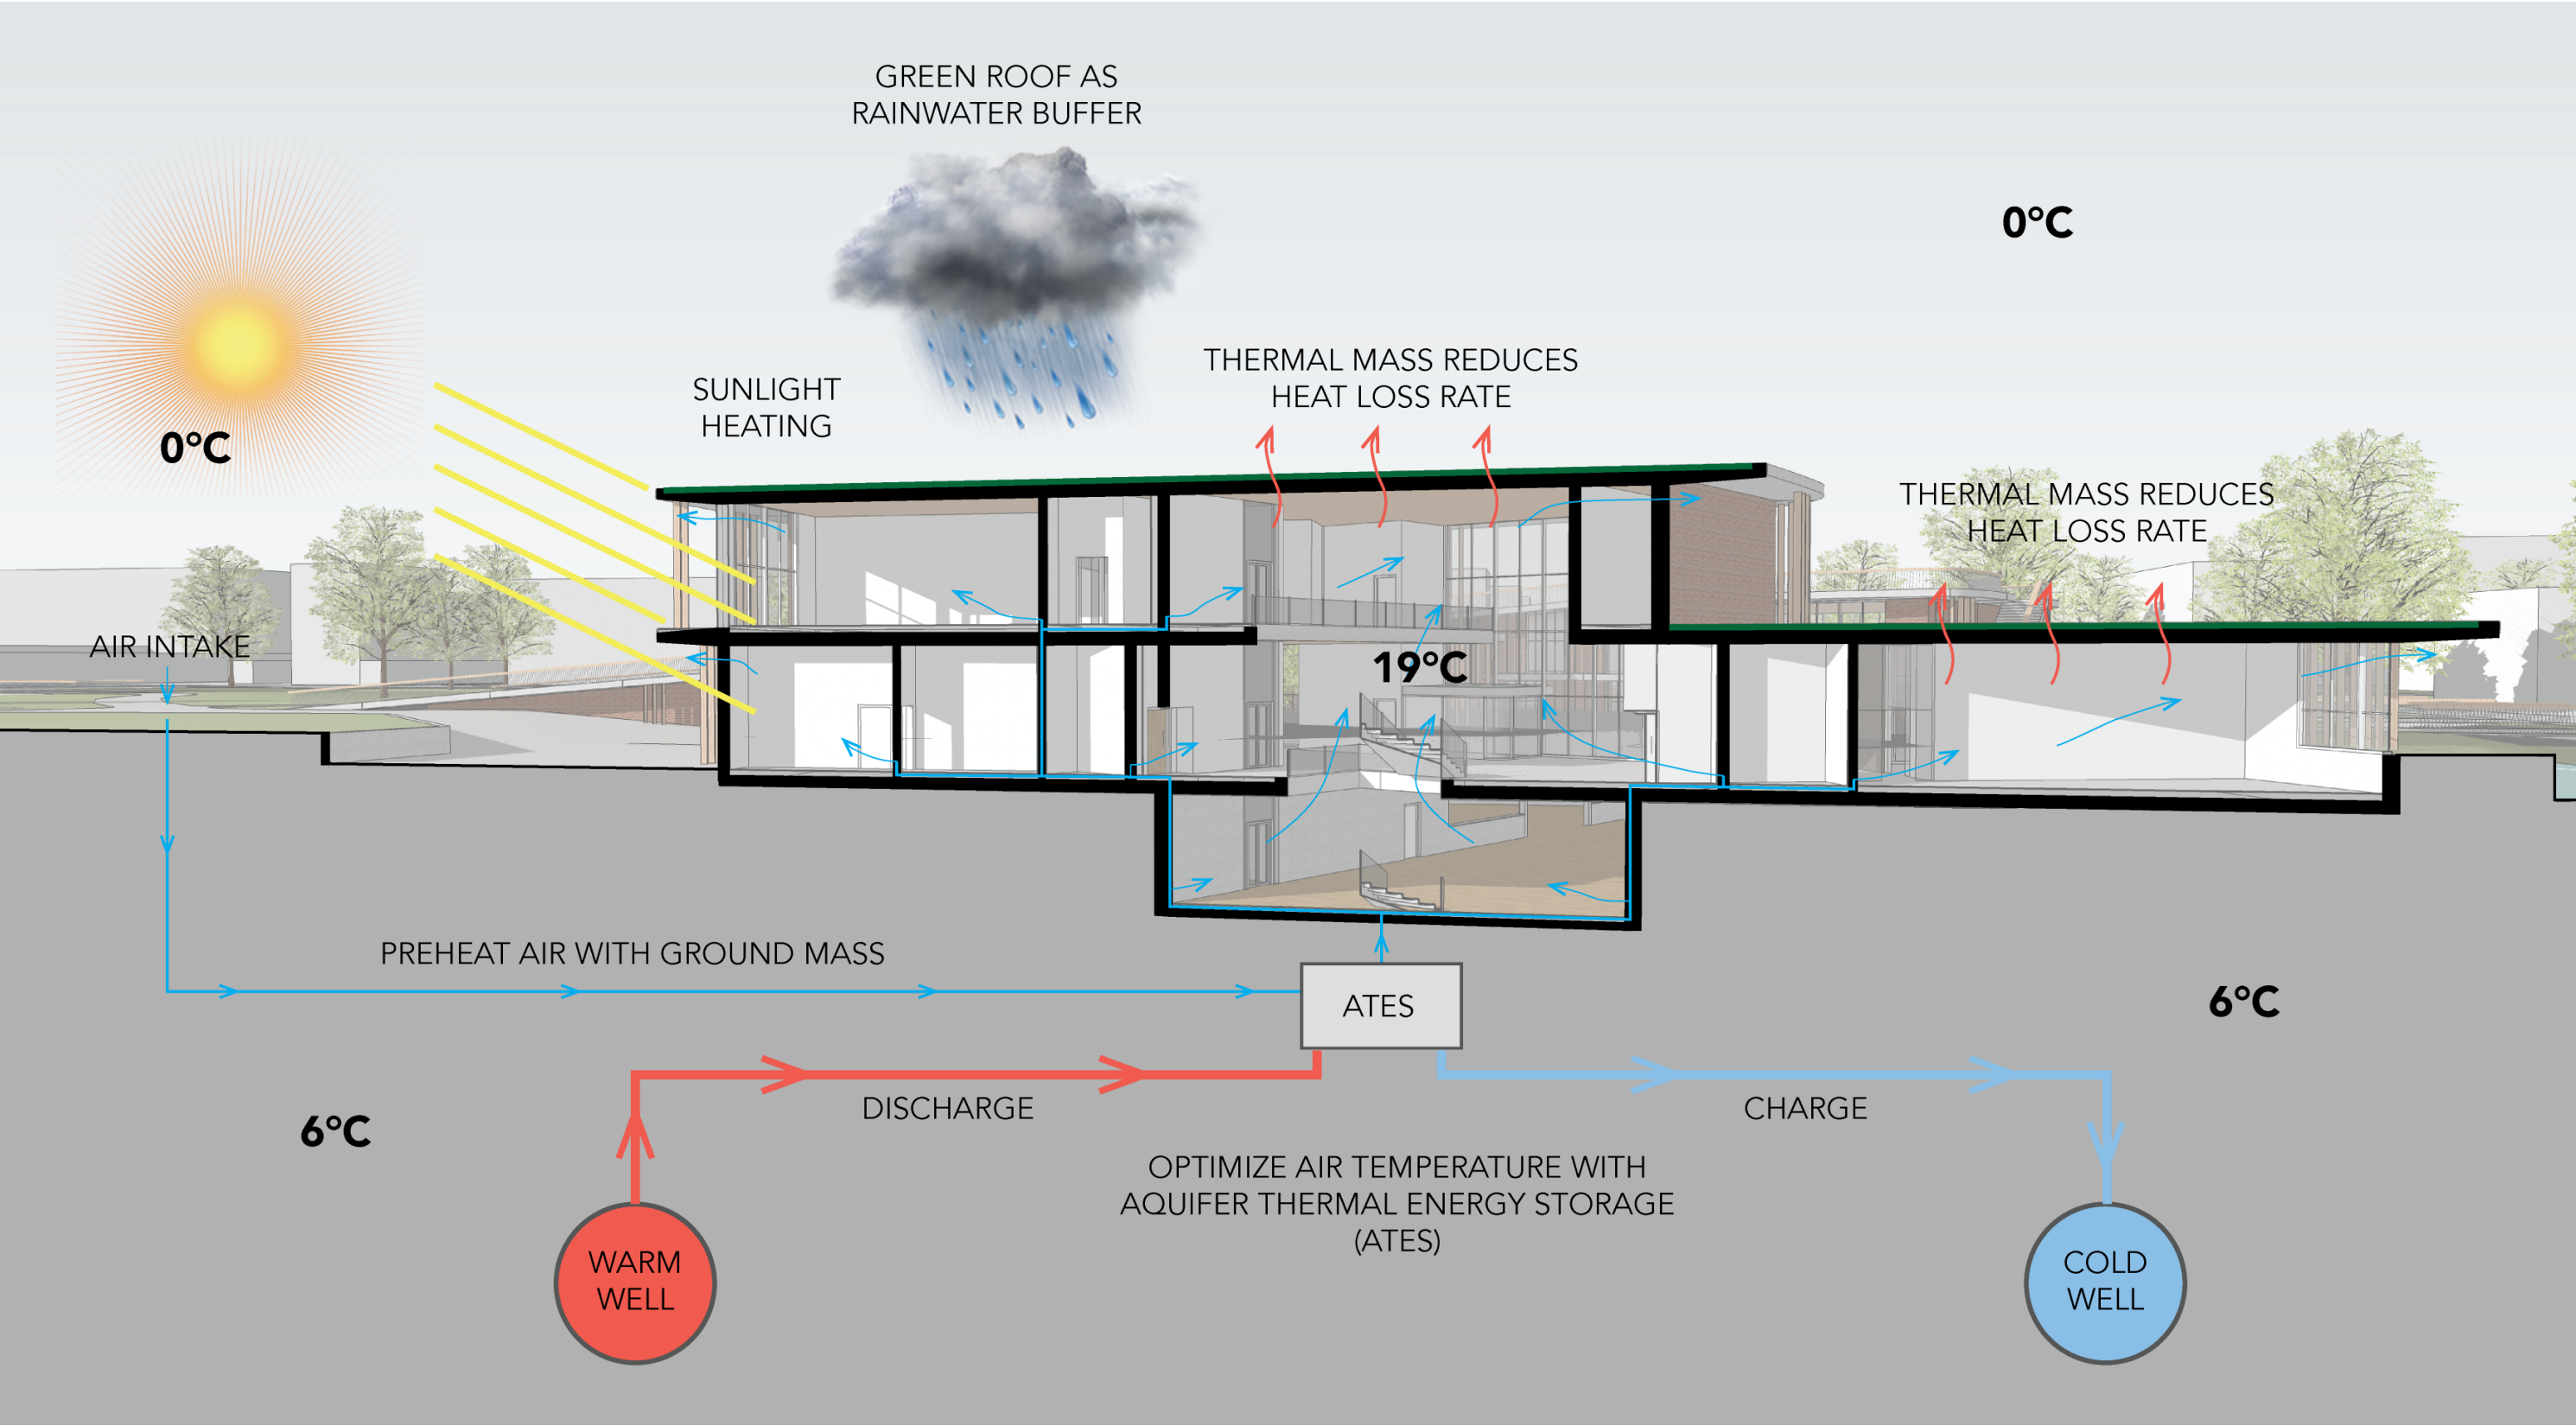 GREEN ROOF AS
RAINWATER BUFFER
0°C
THERMAL MASS REDUCES
HEAT LOSS RATE
SUNLIGHT
HEATING
0°C
THERMAL MASS REDUCES
HEAT LOSS RATE
AIR INTAKE
19°C
PREHEAT AIR WITH GROUND MASS
ATES
6°C
DISCHARGE
CHARGE
6°C
OPTIMIZE AIR TEMPERATURE WITH
AQUIFER THERMAL ENERGY STORAGE
(ATES)
WARM
WELL
COLD
WELL